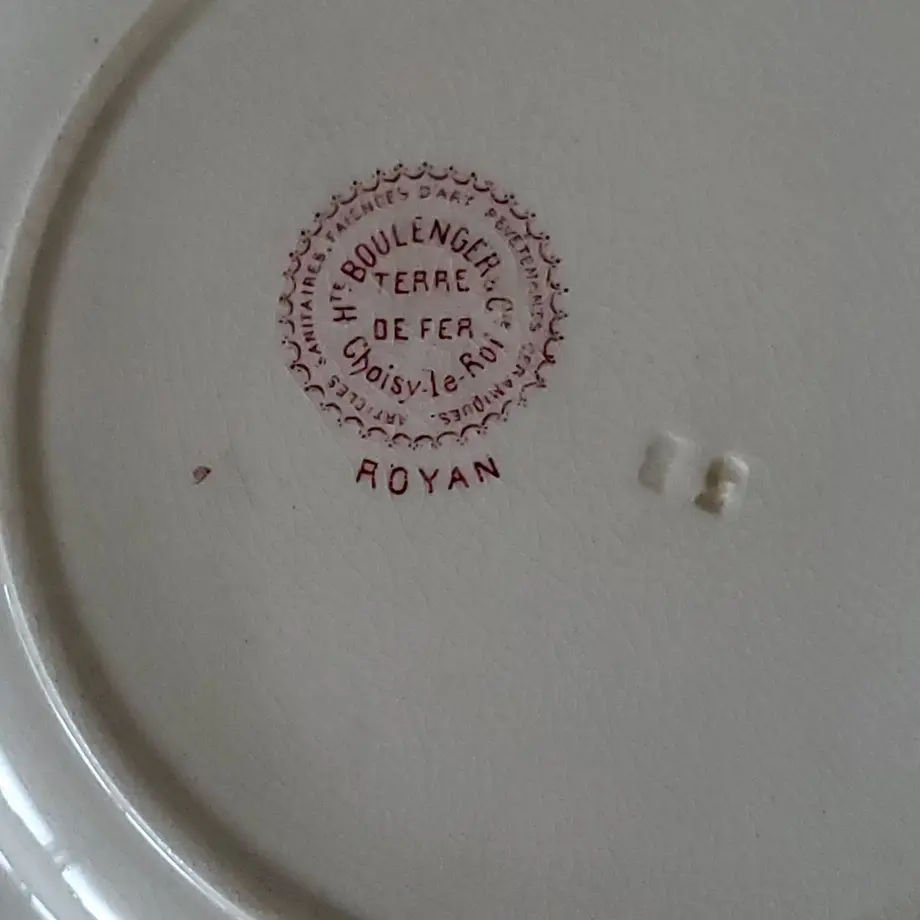 ARTICLES SANITAIRES, FAIENCES D'ART REVETEMENTS CERAMIQUES.
Hte BOULENGER & Cie
TERRE
DE FER
Choisy-le-Roi
ROYAN